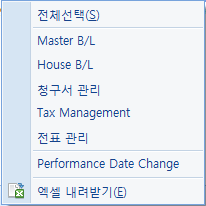 전체선택(S)
Master B/L
House B/L
청구서 관리
Tax Management
전표 관리
Performance Date Change
엑셀 내려받기(E)